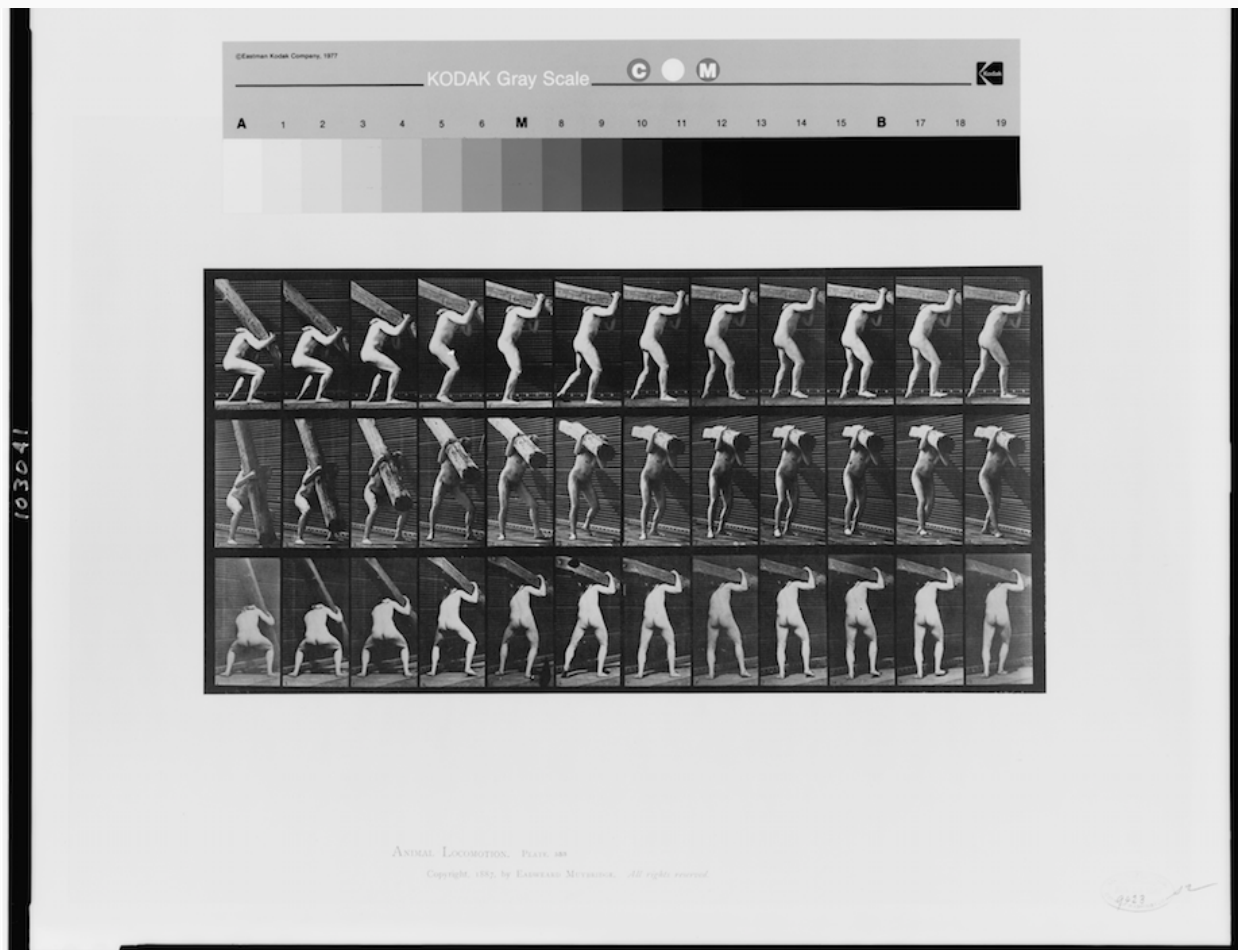 ©Eastman Kodak Company, 1977
KODAK Gray Scale C M Kodak
A 1 2 3 4 5 6 M 8 9 10 11 12 13 14 15 B 17 18 19
103041
ANIMAL LOCOMOTION. PLATE
Copyright, 1887, by EADWEARD MUYBRIDGE. All rights reserved.